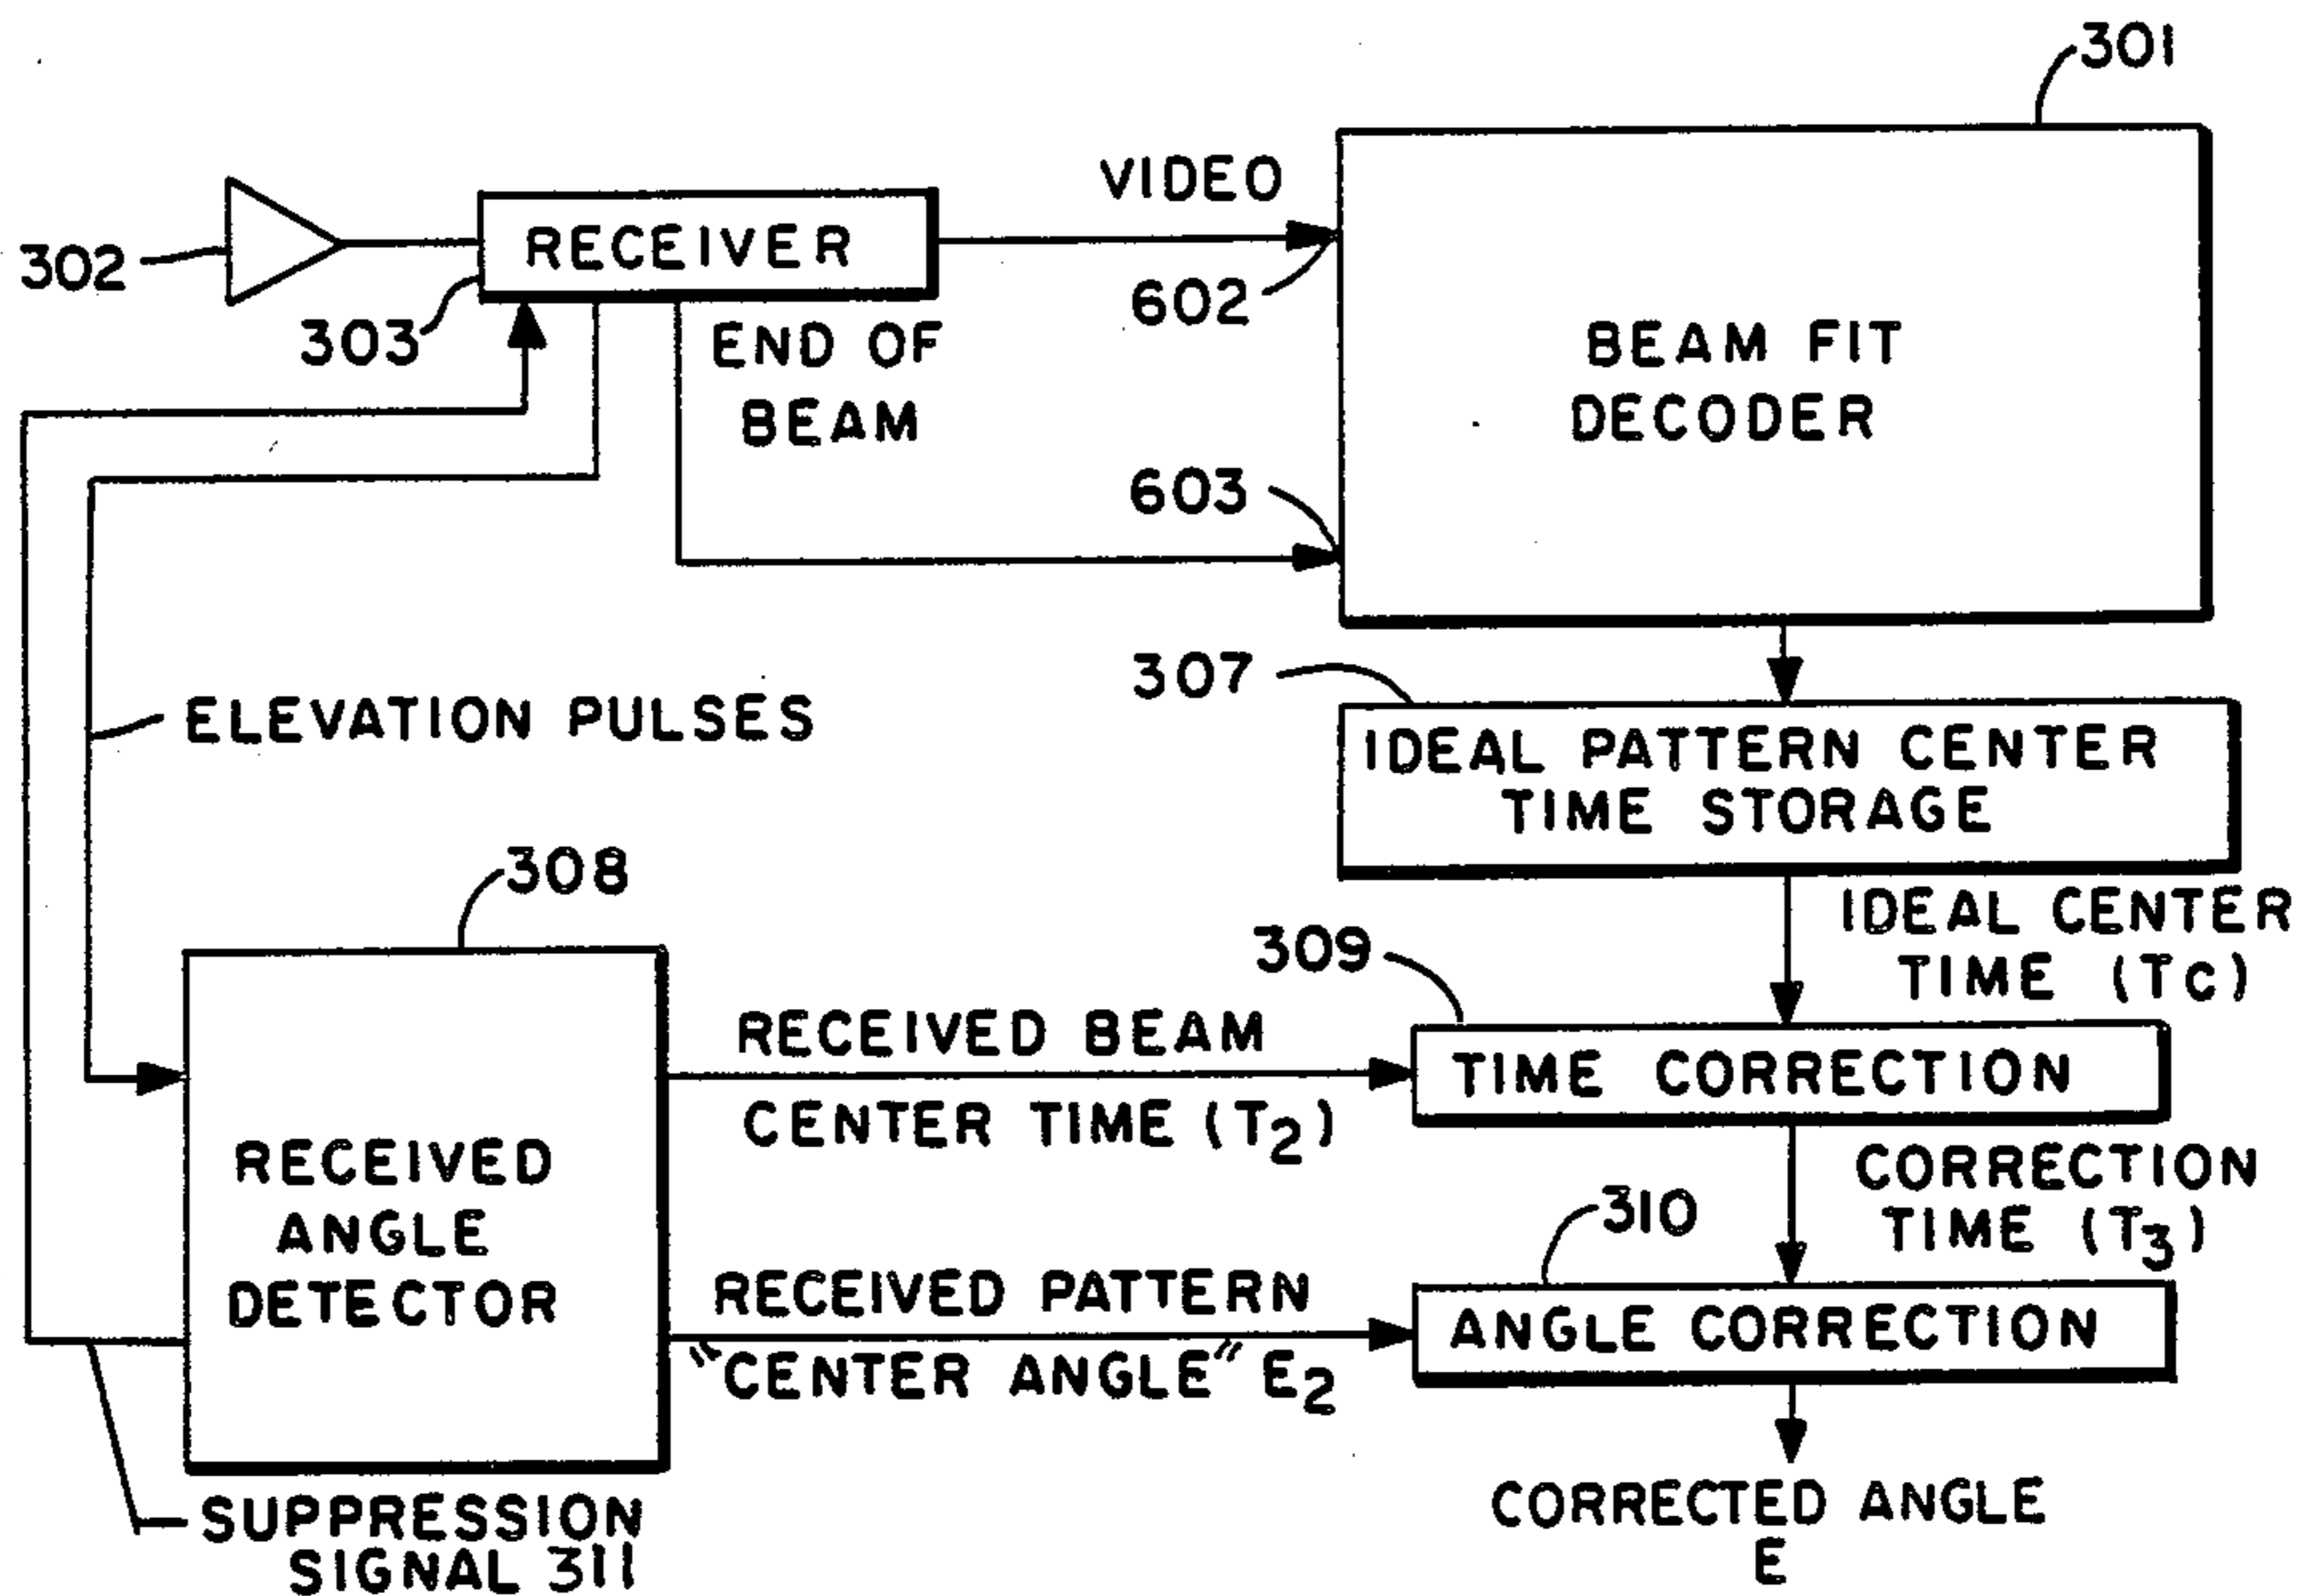 301
VIDEO
302
RECEIVER
303
602
END OF
BEAM
BEAM FIT
DECODER
603
307
ELEVATION PULSES
IDEAL PATTERN CENTER
TIME STORAGE
308
IDEAL CENTER
TIME (TC)
309
RECEIVED BEAM
CENTER TIME (T2)
TIME CORRECTION
RECEIVED
ANGLE
DETECTOR
CORRECTION
TIME (T3)
310
RECEIVED PATTERN
"CENTER ANGLE" E2
ANGLE CORRECTION
SUPPRESSION
SIGNAL 311
CORRECTED ANGLE
E